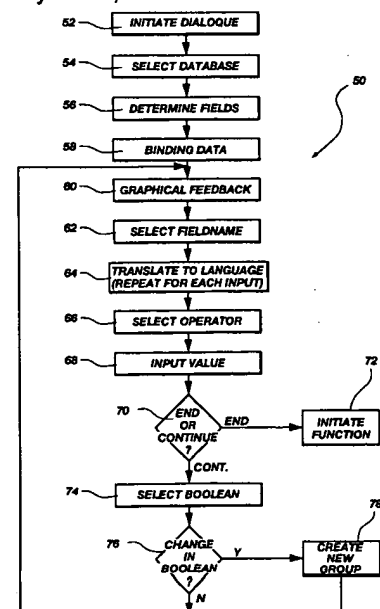 52 INITIATE DIALOQUE
54 SELECT DATABASE
56 DETERMINE FIELDS
50
58 BINDING DATA
60 GRAPHICAL FEEDBACK
62 SELECT FIELDNAME
64 TRANSLATE TO LANGUAGE
(REPEAT FOR EACH INPUT)
66 SELECT OPERATOR
68 INPUT VALUE
72
70 END
OR
CONTINUE
?
END
INITIATE
FUNCTION
CONT.
74 SELECT BOOLEAN
78
76 CHANGE
IN
BOOLEAN
?
Y
CREATE
NEW
GROUP
N